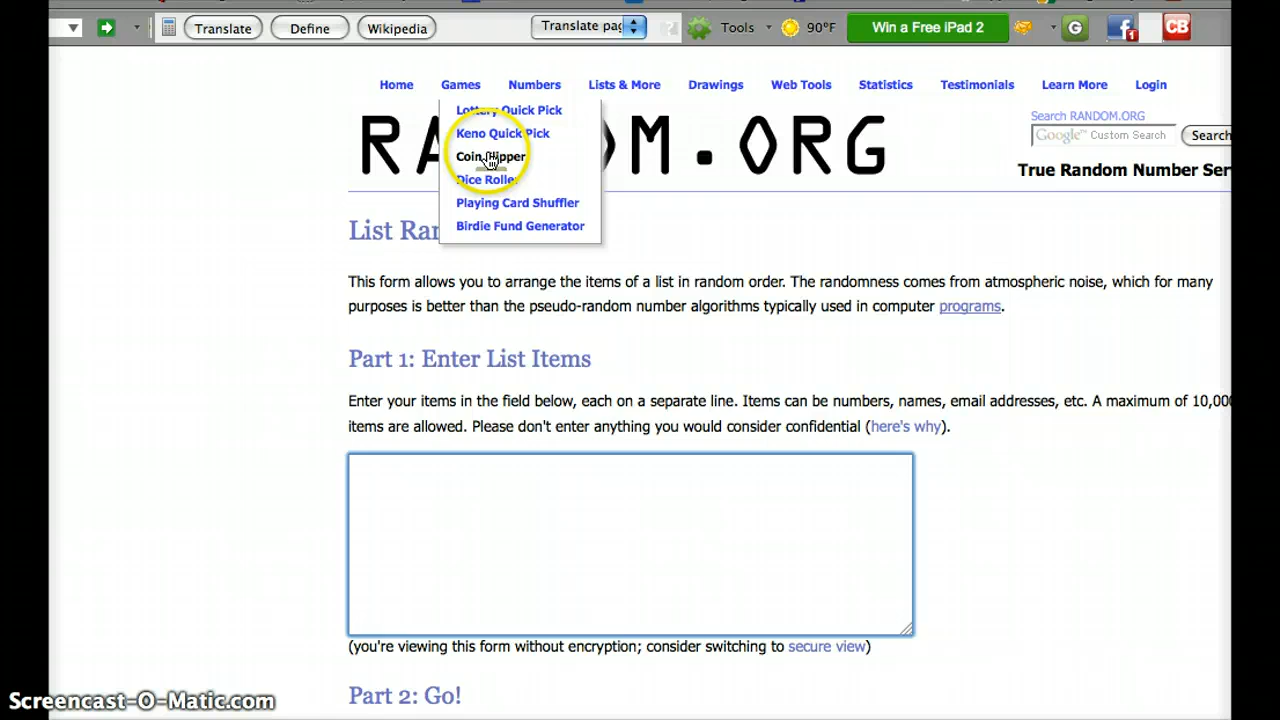 Translate Define Wikipedia Translate pag Tools 90°F Win a Free iPad 2 G f 1 CB
Home Games Numbers Lists & More Drawings Web Tools Statistics Testimonials Learn More Login
Lottery Quick Pick
Keno Quick Pick
Coin Flipper
Dice Roller
Playing Card Shuffler
Birdie Fund Generator
RA OM.ORG
Search RANDOM.ORG
Google™ Custom Search Search
True Random Number Ser
List Ran
This form allows you to arrange the items of a list in random order. The randomness comes from atmospheric noise, which for many
purposes is better than the pseudo-random number algorithms typically used in computer programs.
Part 1: Enter List Items
Enter your items in the field below, each on a separate line. Items can be numbers, names, email addresses, etc. A maximum of 10,000
items are allowed. Please don't enter anything you would consider confidential (here's why).
(you're viewing this form without encryption; consider switching to secure view)
Part 2: Go!
Screencast-O-Matic.com